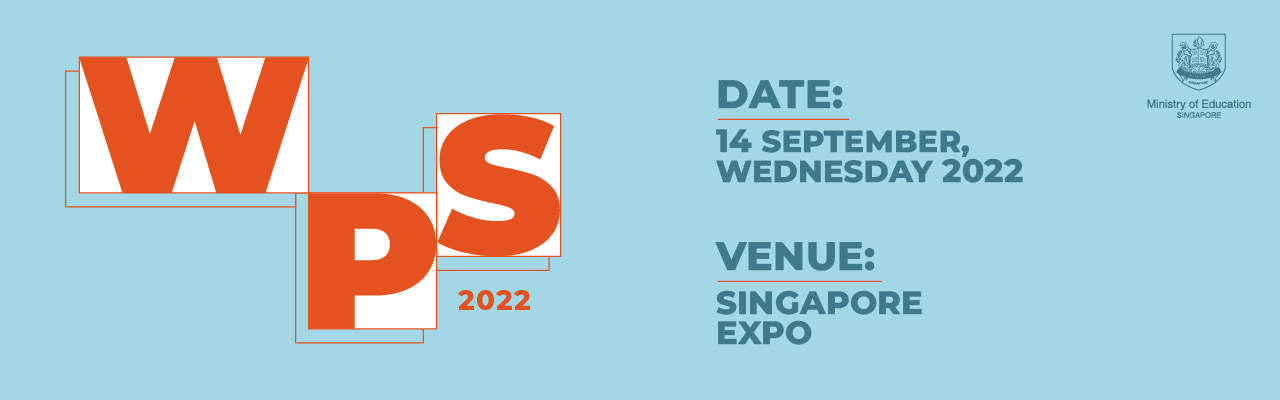 WPS
2022
DATE:
14 SEPTEMBER,
WEDNESDAY 2022
VENUE:
SINGAPORE
EXPO
Ministry of Education
SINGAPORE